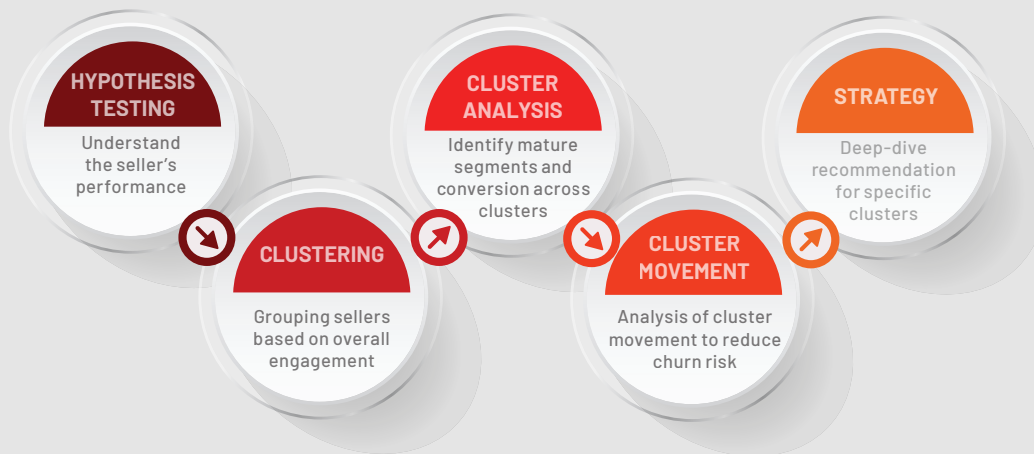 HYPOTHESIS
TESTING
Understand
the seller's
performance
CLUSTERING
Grouping sellers
based on overall
engagement
CLUSTER
ANALYSIS
Identify mature
segments and
conversion across
clusters
CLUSTER
MOVEMENT
Analysis of cluster
movement to reduce
churn risk
STRATEGY
Deep-dive
recommendation
for specific
clusters